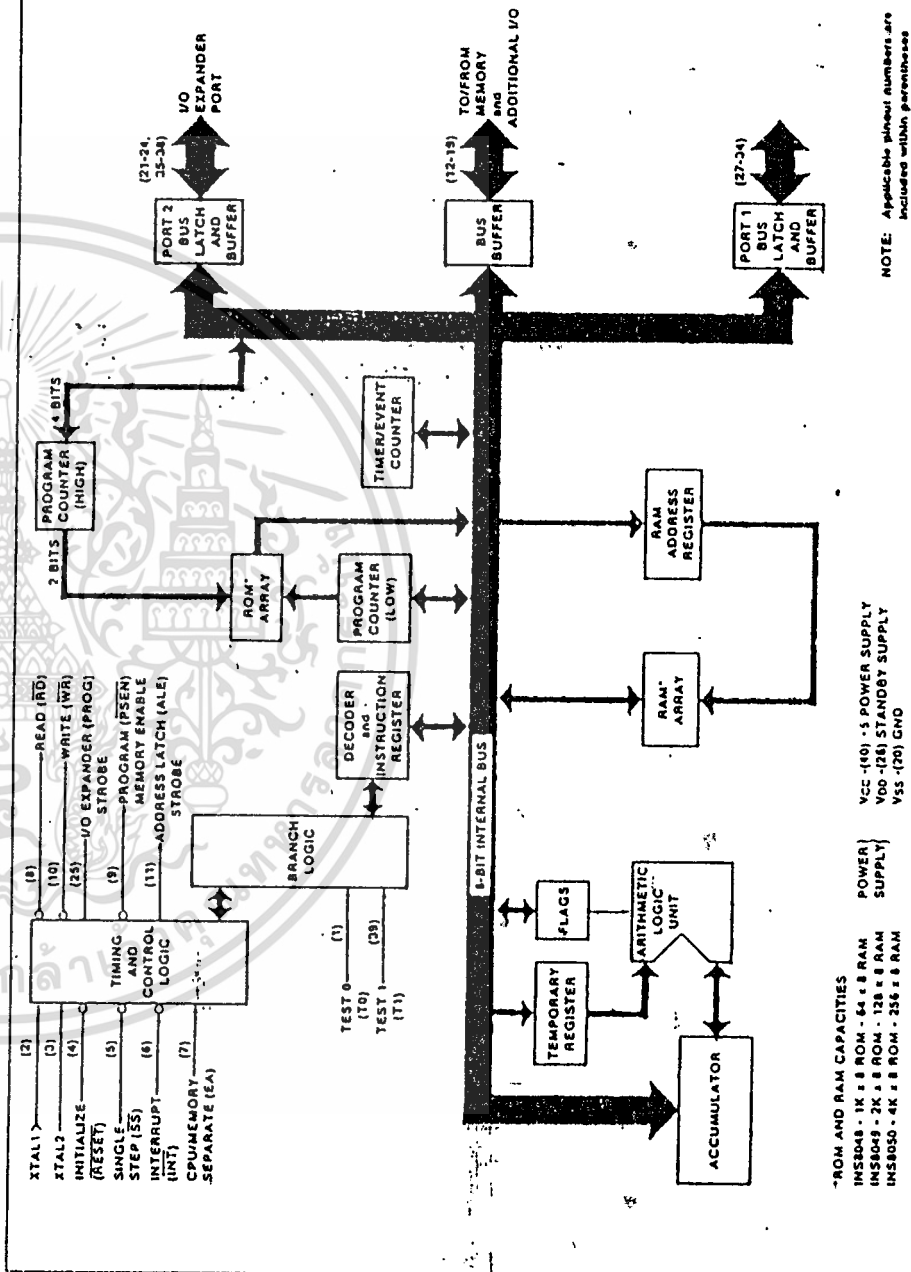 XTAL1
(2)
XTAL2
(3)
INITIALIZE
(RESET)
(4)
SINGLE
STEP (SS)
(5)
INTERRUPT
(INT)
(6)
CPU/MEMORY
SEPARATE (EA)
(7)
TIMING
AND
CONTROL
LOGIC
(8)
READ (RD)
(10)
WRITE (WR)
(25)
I/O EXPANDER (PROG)
STROBE
(9)
PROGRAM (PSEN)
MEMORY ENABLE
(11)
ADDRESS LATCH (ALE)
STROBE
TEST 0
(T0)
(1)
TEST 1
(T1)
(39)
BRANCH
LOGIC
DECODER
and
INSTRUCTION
REGISTER
2 BITS
PROGRAM
COUNTER
(HIGH)
4 BITS
ROM*
ARRAY
PROGRAM
COUNTER
(LOW)
TIMER/EVENT
COUNTER
(21-24,
35-38)
PORT 2
BUS
LATCH
AND
BUFFER
I/O
EXPANDER
PORT
8-BIT INTERNAL BUS
(12-19)
BUS
BUFFER
TO/FROM
MEMORY
and
ADDITIONAL I/O
(27-34)
PORT 1
BUS
LATCH
AND
BUFFER
ACCUMULATOR
TEMPORARY
REGISTER
FLAGS
ARITHMETIC
LOGIC
UNIT
RAM*
ARRAY
RAM
ADDRESS
REGISTER
*ROM AND RAM CAPACITIES
INS8048 - 1K x 8 ROM - 64 x 8 RAM
INS8049 - 2K x 8 ROM - 128 x 8 RAM
INS8050 - 4K x 8 ROM - 256 x 8 RAM
POWER
SUPPLY
VCC -(40) +5 POWER SUPPLY
VDD -(26) STANDBY SUPPLY
VSS -(20) GND
NOTE: Applicable pinout numbers are
included within parentheses